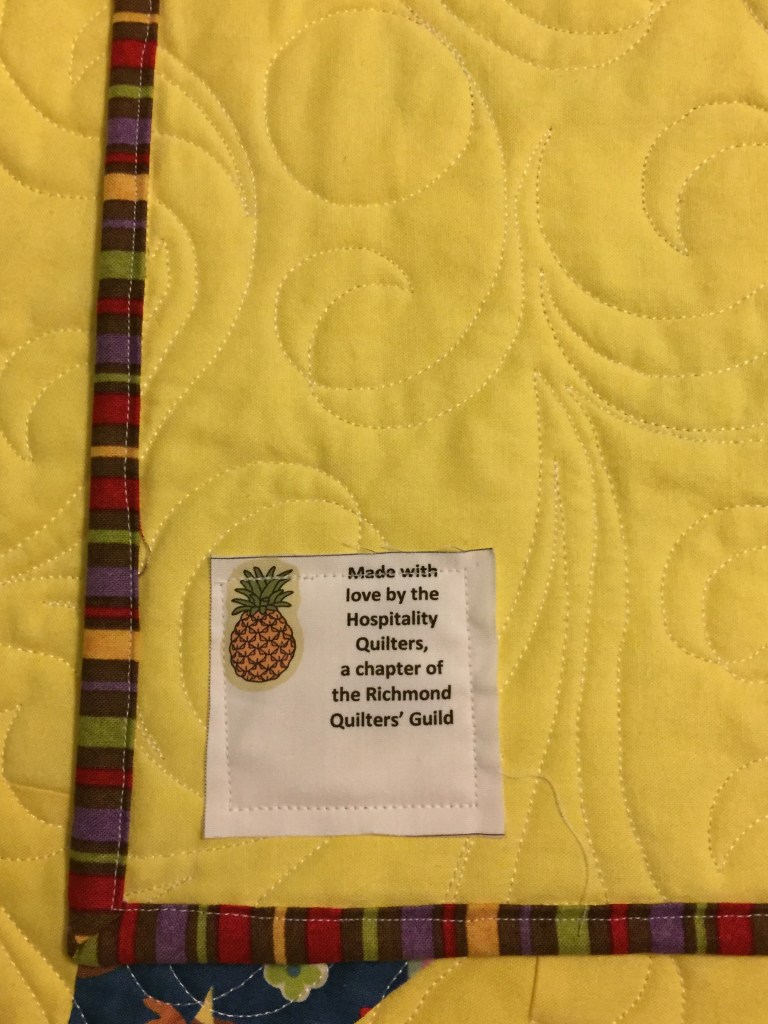 Made with
love by the
Hospitality
Quilters,
a chapter of
the Richmond
Quilters' Guild